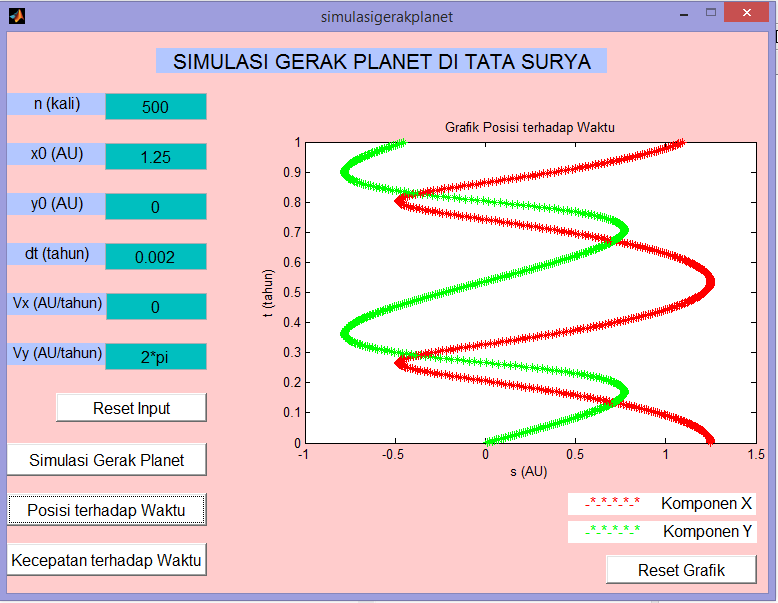 simulasigerakplanet
SIMULASI GERAK PLANET DI TATA SURYA
n (kali) 500
x0 (AU) 1.25
y0 (AU) 0
dt (tahun) 0.002
Vx (AU/tahun) 0
Vy (AU/tahun) 2*pi
Reset Input
Simulasi Gerak Planet
Posisi terhadap Waktu
Kecepatan terhadap Waktu
Grafik Posisi terhadap Waktu
1
0.9
0.8
0.7
0.6
0.5
0.4
0.3
0.2
0.1
0
t (tahun)
-1 -0.5 0 0.5 1 1.5
s (AU)
-*-*-*-*-* Komponen X
-*-*-*-*-* Komponen Y
Reset Grafik